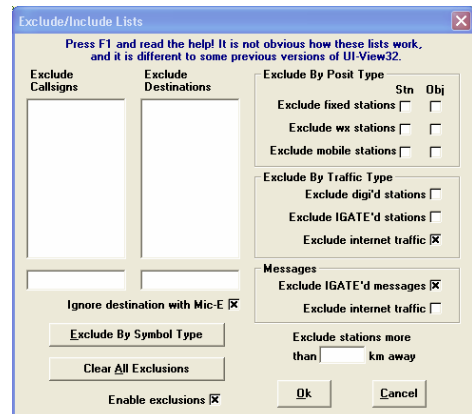 Exclude/Include Lists
Press F1 and read the help! It is not obvious how these lists work,
and it is different to some previous versions of UI-View32.
Exclude
Callsigns
Exclude
Destinations
Ignore destination with Mic-E
Exclude By Symbol Type
Clear All Exclusions
Enable exclusions
Exclude By Posit Type
Stn Obj
Exclude fixed stations
Exclude wx stations
Exclude mobile stations
Exclude By Traffic Type
Exclude digi'd stations
Exclude IGATE'd stations
Exclude internet traffic
Messages
Exclude IGATE'd messages
Exclude internet traffic
Exclude stations more
than km away
Ok
Cancel